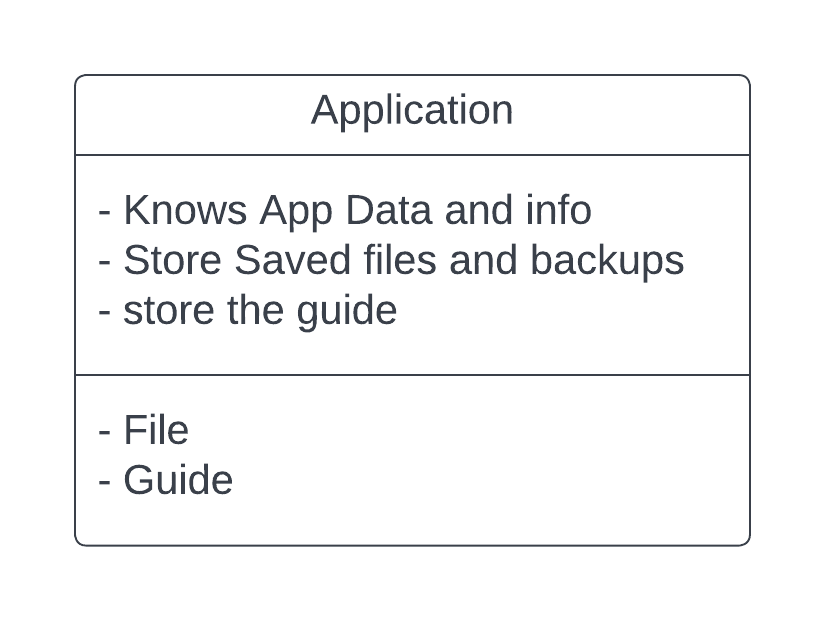 Application
- Knows App Data and info
- Store Saved files and backups
- store the guide
- File
- Guide